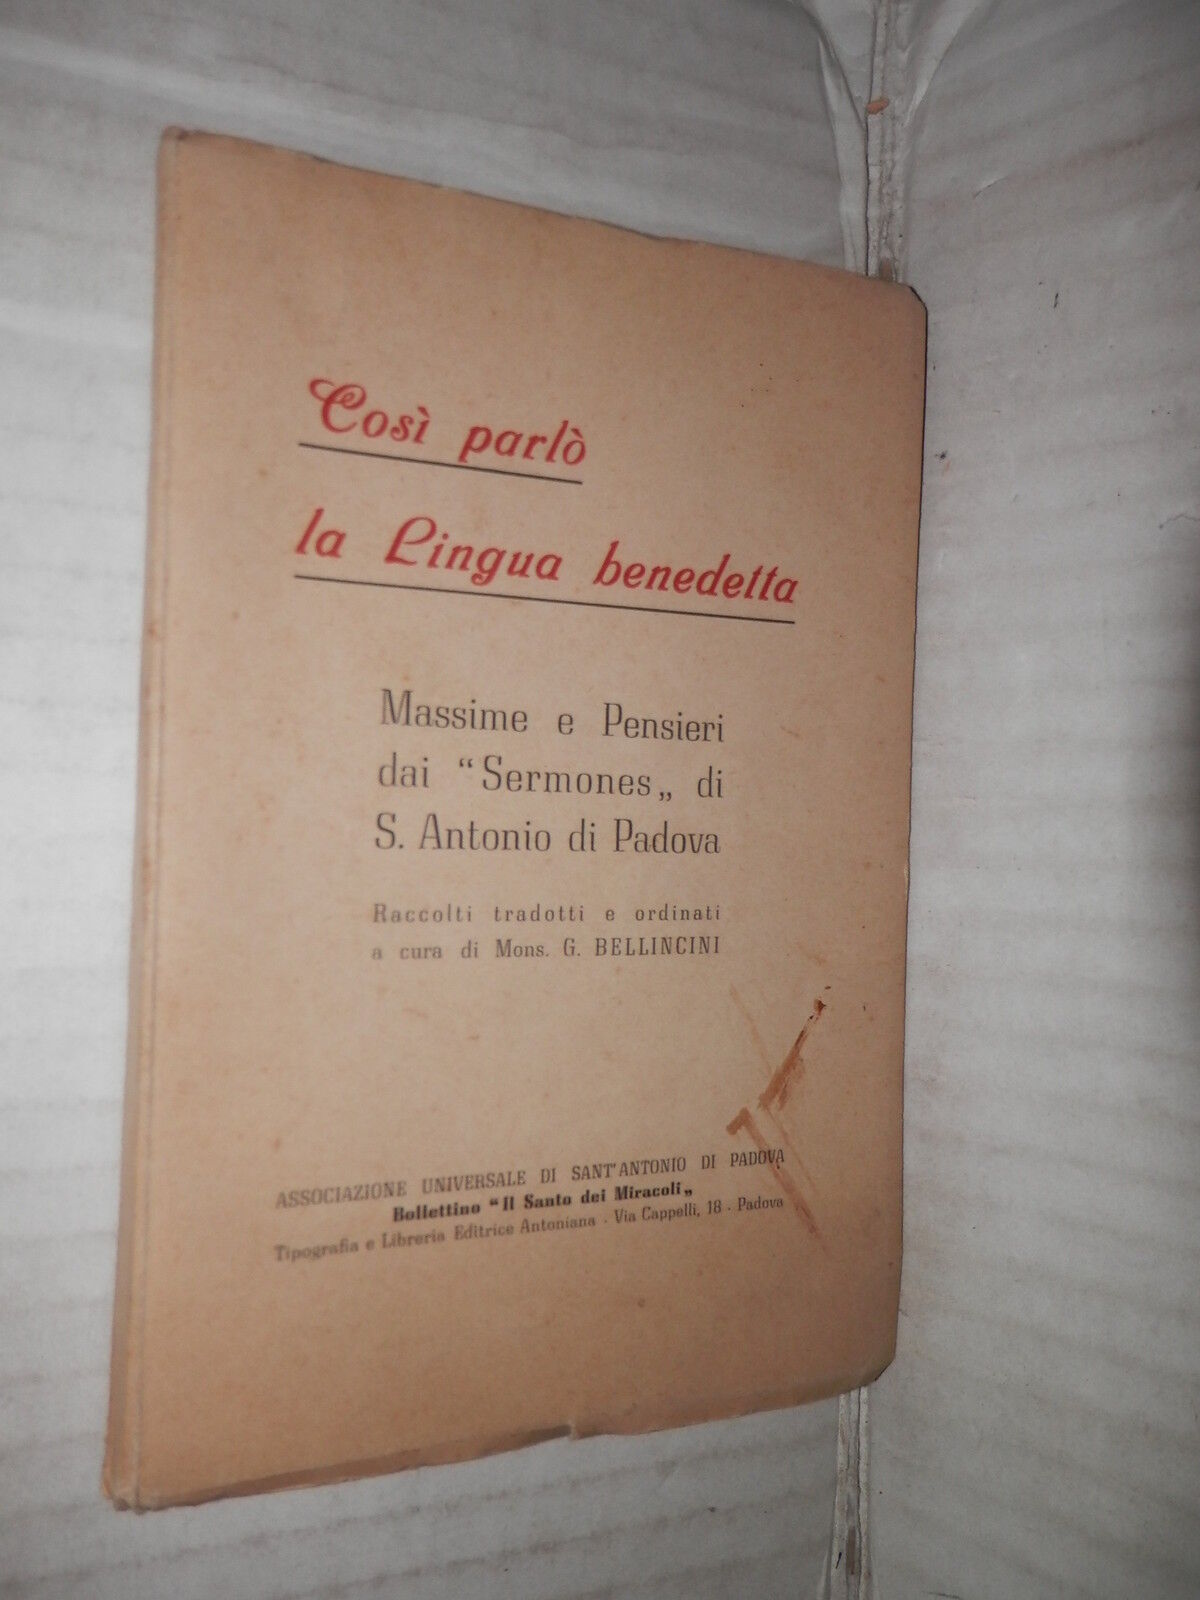 Così parlò
la Lingua benedetta
Massime e Pensieri
dai “Sermones„ di
S. Antonio di Padova
Raccolti tradotti e ordinati
a cura di Mons. G. BELLINCINI
ASSOCIAZIONE UNIVERSALE DI SANT'ANTONIO DI PADOVA
Bollettino “Il Santo dei Miracoli„
Tipografia e Libreria Editrice Antoniana - Via Cappelli, 18 - Padova